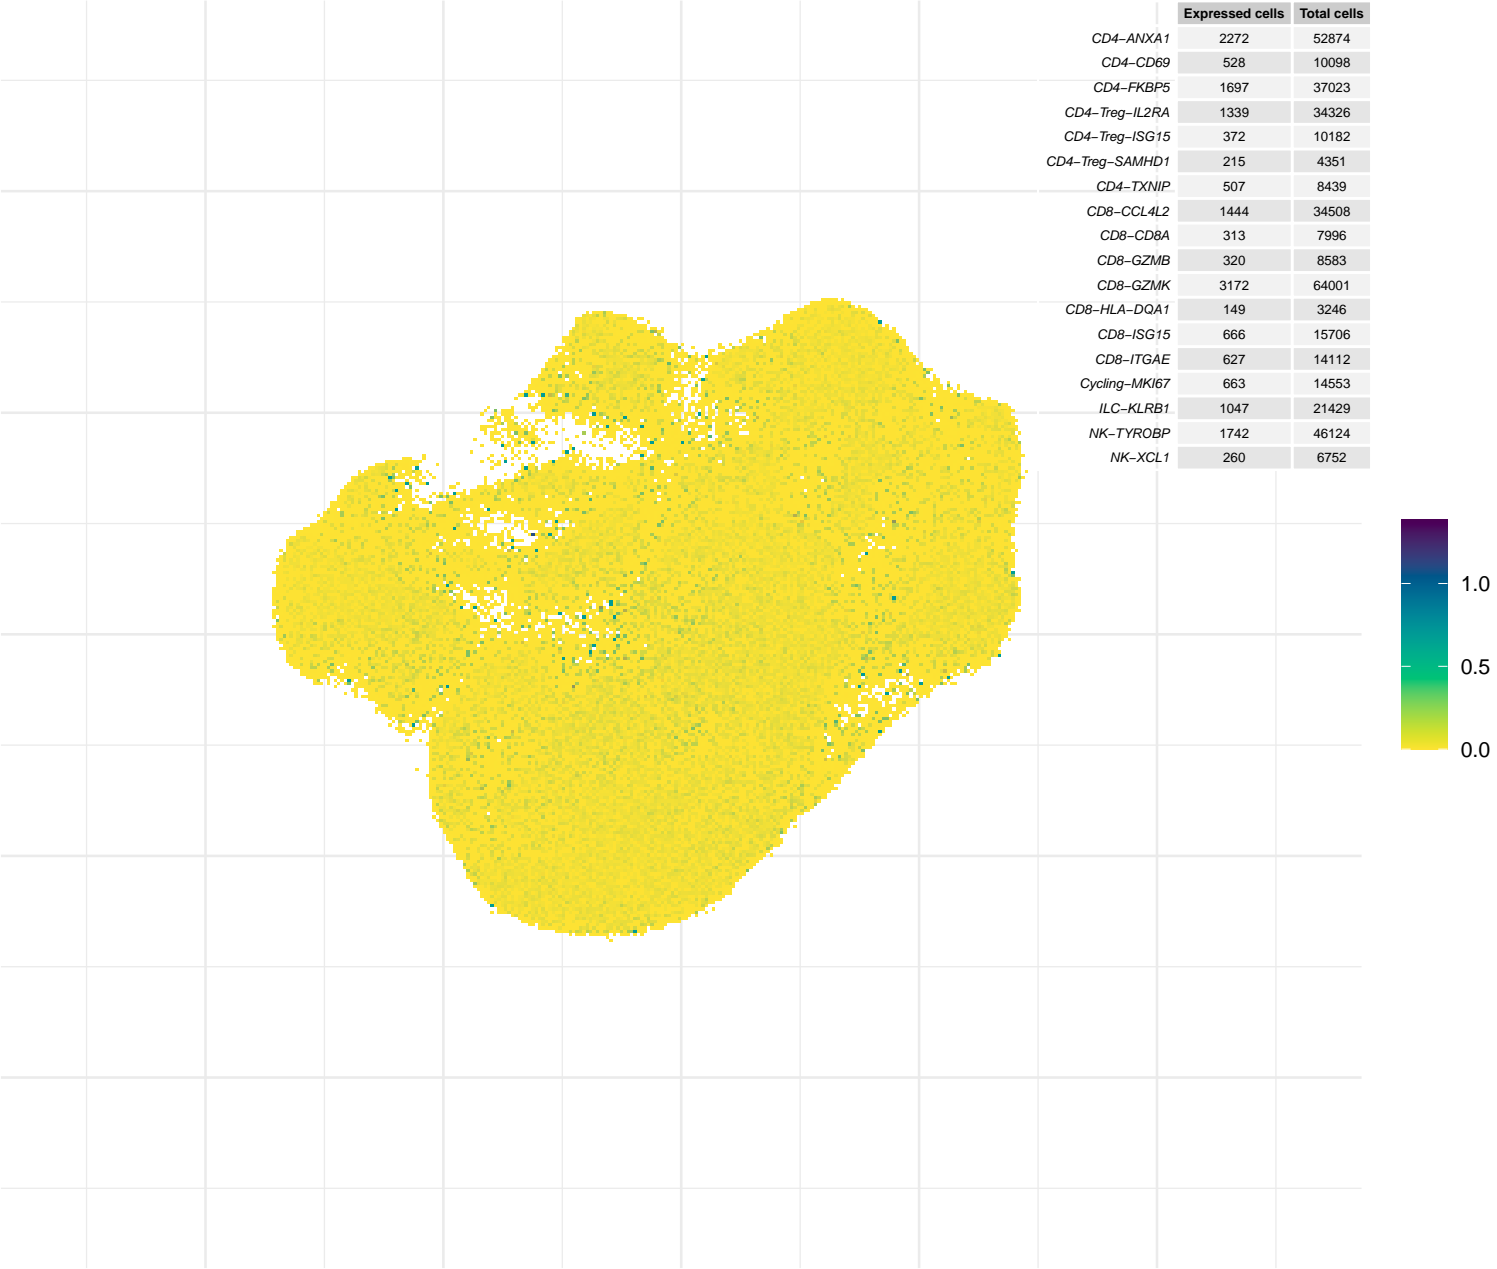 Expressed cells Total cells
CD4−ANXA1 2272 52874
CD4−CD69 528 10098
CD4−FKBP5 1697 37023
CD4−Treg−IL2RA 1339 34326
CD4−Treg−ISG15 372 10182
CD4−Treg−SAMHD1 215 4351
CD4−TXNIP 507 8439
CD8−CCL4L2 1444 34508
CD8−CD8A 313 7996
CD8−GZMB 320 8583
CD8−GZMK 3172 64001
CD8−HLA−DQA1 149 3246
CD8−ISG15 666 15706
CD8−ITGAE 627 14112
Cycling−MKI67 663 14553
ILC−KLRB1 1047 21429
NK−TYROBP 1742 46124
NK−XCL1 260 6752
1.0
0.5
0.0